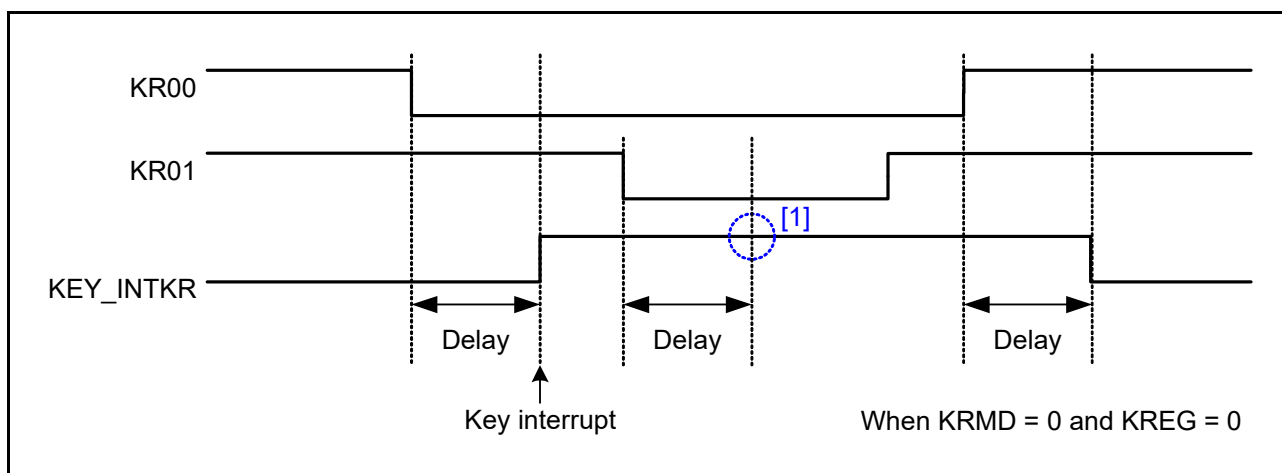 KR00
KR01
[1]
KEY_INTKR
Delay Delay Delay
Key interrupt When KRMD = 0 and KREG = 0